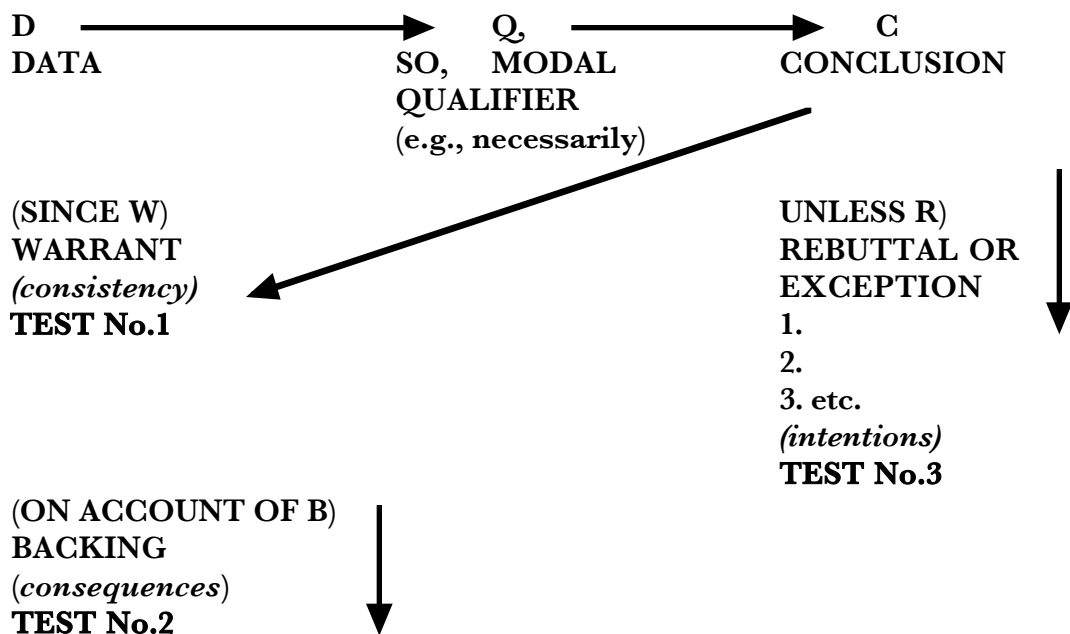 D Q, C
DATA SO, MODAL CONCLUSION
QUALIFIER
(e.g., necessarily)
(SINCE W)
WARRANT
(consistency)
TEST No.1
UNLESS R)
REBUTTAL OR
EXCEPTION
1.
2.
3. etc.
(intentions)
TEST No.3
(ON ACCOUNT OF B)
BACKING
(consequences)
TEST No.2